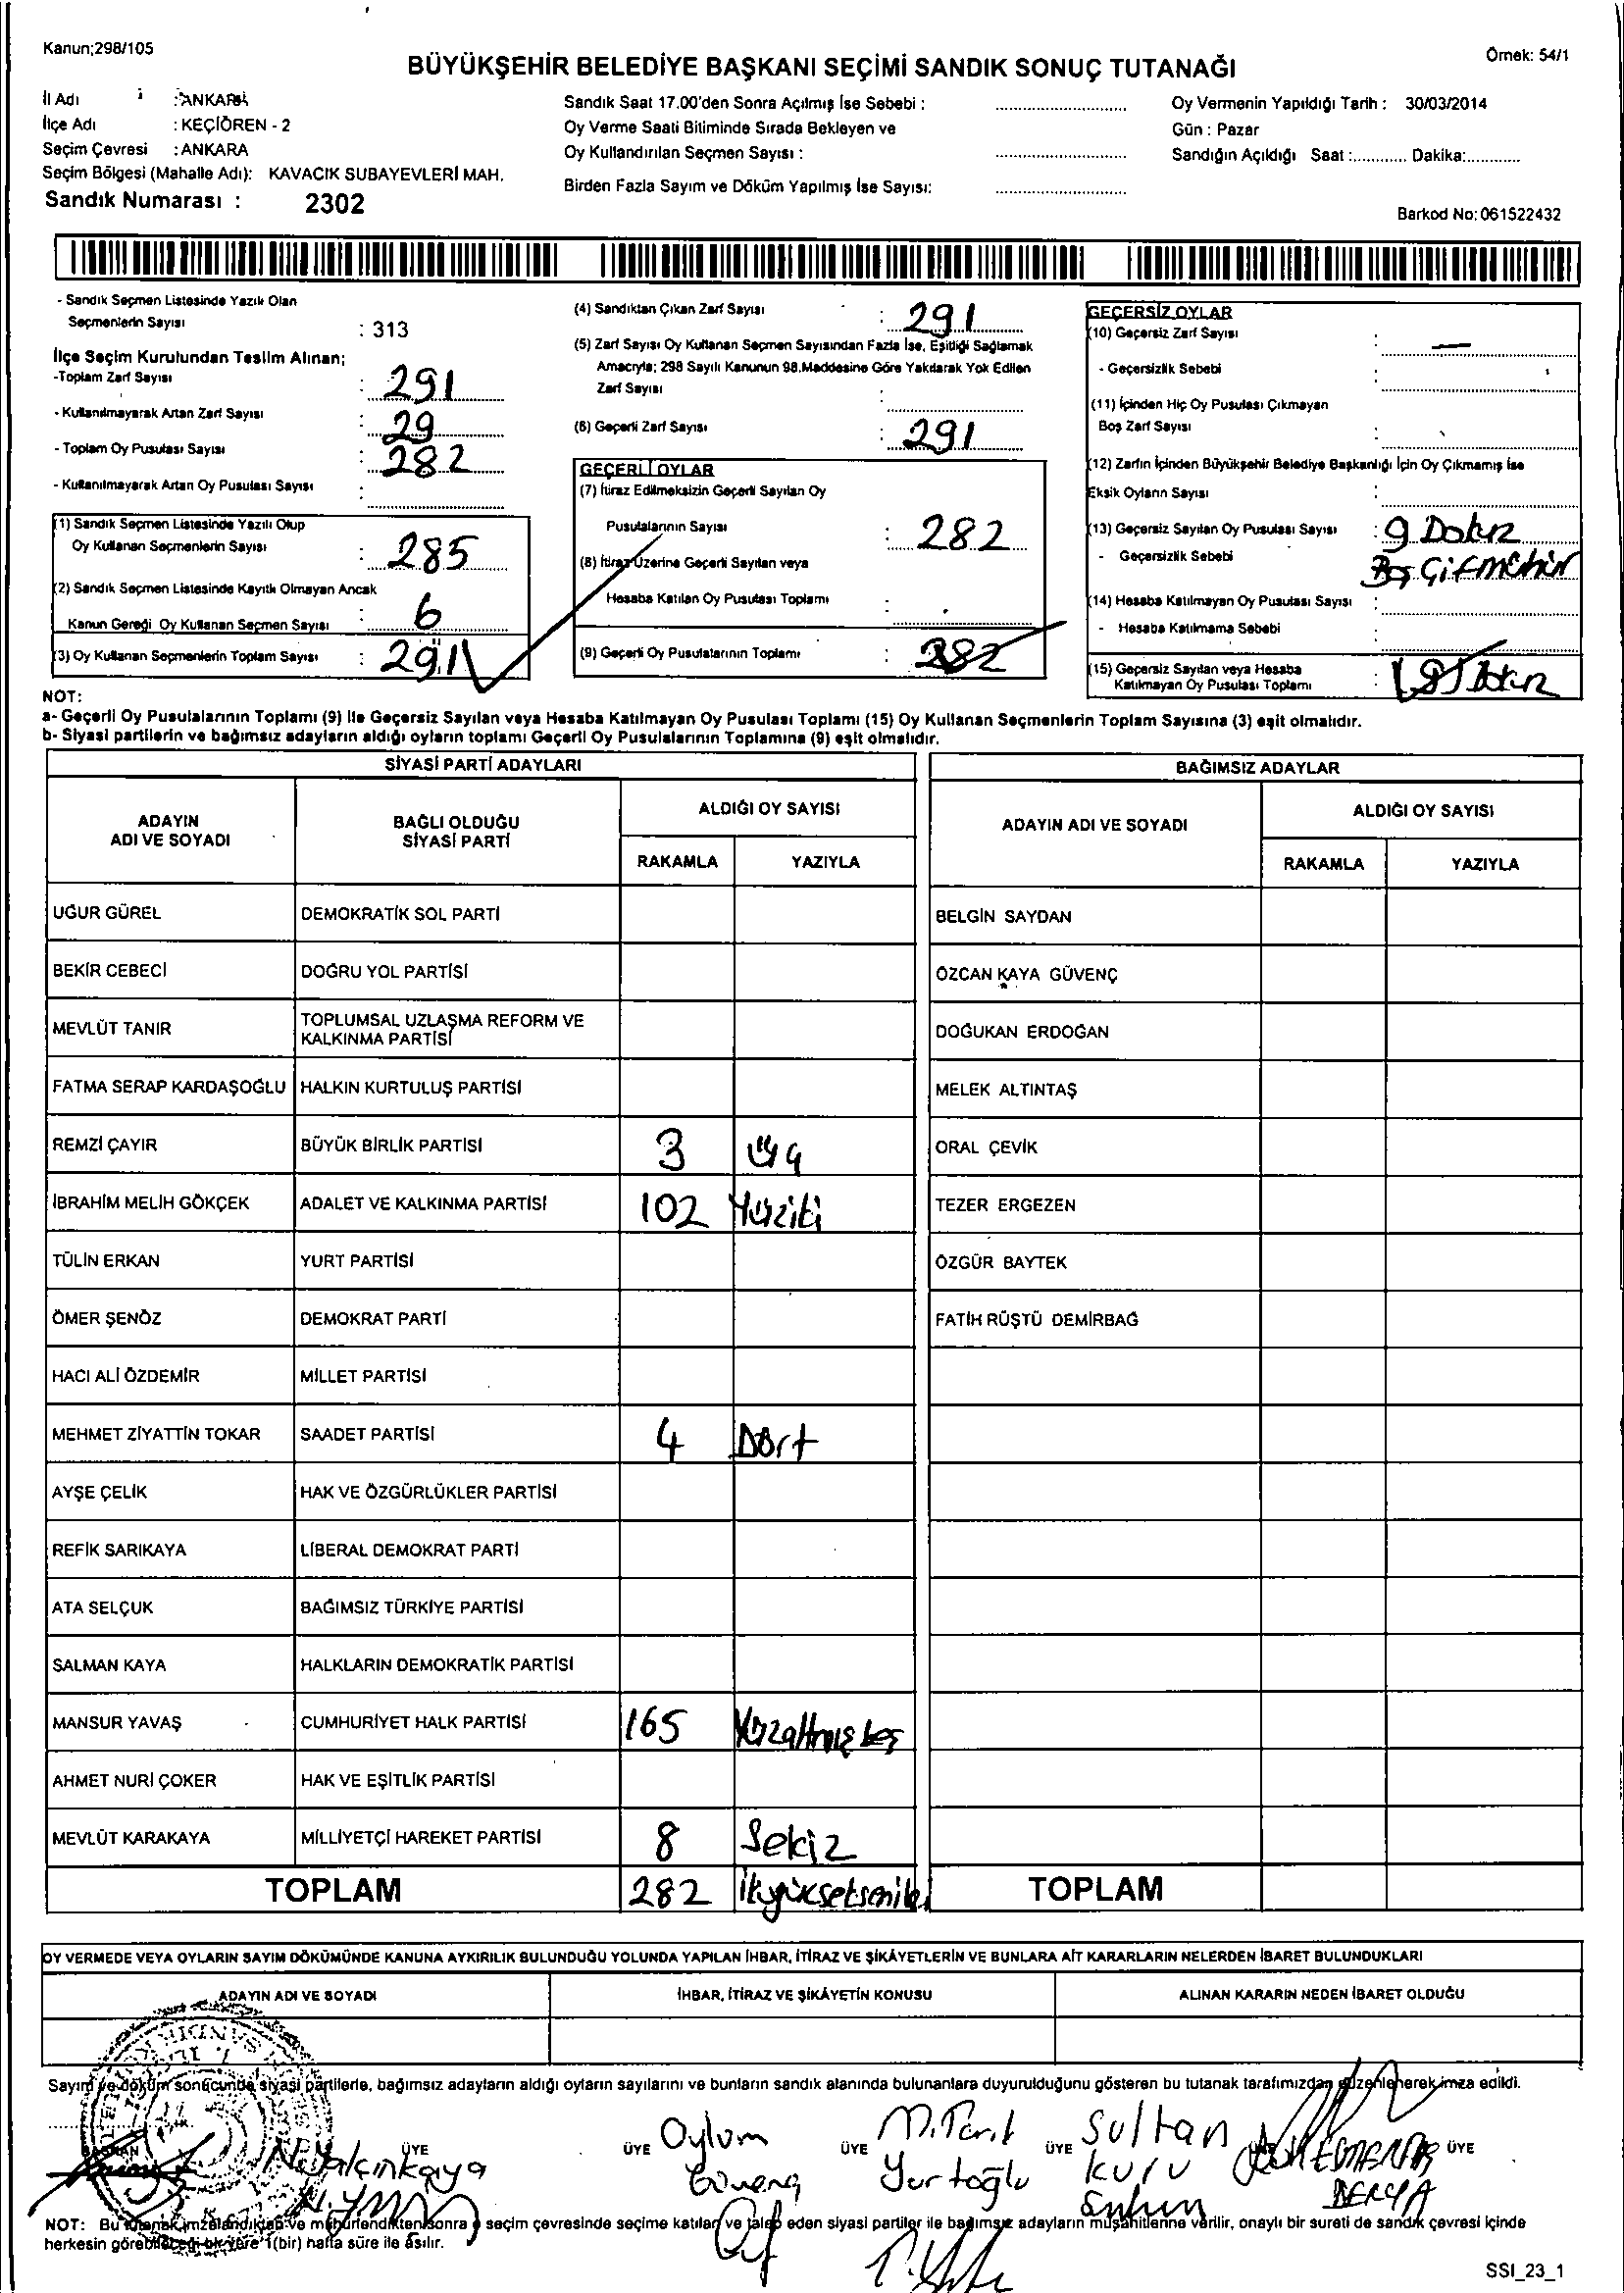 Kanun;298/105
Örnek: 54/1
BÜYÜKŞEHİR BELEDİYE BAŞKANI SEÇİMİ SANDIK SONUÇ TUTANAĞI
İl Adı : ANKARA
İlçe Adı : KEÇİÖREN - 2
Seçim Çevresi : ANKARA
Seçim Bölgesi (Mahalle Adı): KAVACIK SUBAYEVLERİ MAH.
Sandık Numarası : 2302
Sandık Saat 17.00'den Sonra Açılmış İse Sebebi :
Oy Verme Saati Bitiminde Sırada Bekleyen ve
Oy Kullandırılan Seçmen Sayısı :
Birden Fazla Sayım ve Döküm Yapılmış İse Sayısı:
Oy Vermenin Yapıldığı Tarih : 30/03/2014
Gün : Pazar
Sandığın Açıldığı Saat :............ Dakika:............
Barkod No: 061522432
- Sandık Seçmen Listesinde Yazılı Olan
Seçmenlerin Sayısı : 313
İlçe Seçim Kurulundan Teslim Alınan;
-Toplam Zarf Sayısı : 291
- Kullanılmayarak Artan Zarf Sayısı : 29
- Toplam Oy Pusulası Sayısı : 282
- Kullanılmayarak Artan Oy Pusulası Sayısı :
(1) Sandık Seçmen Listesinde Yazılı Olup
Oy Kullanan Seçmenlerin Sayısı : 285
(2) Sandık Seçmen Listesinde Kayıtlı Olmayan Ancak
Kanun Gereği Oy Kullanan Seçmen Sayısı : 6
(3) Oy Kullanan Seçmenlerin Toplam Sayısı : 291
(4) Sandıktan Çıkan Zarf Sayısı : 291
(5) Zarf Sayısı Oy Kullanan Seçmen Sayısından Fazla İse, Eşitliği Sağlamak
Amacıyla; 298 Sayılı Kanunun 98.Maddesine Göre Yakılarak Yok Edilen
Zarf Sayısı :
(6) Geçerli Zarf Sayısı : 291
GEÇERLİ OYLAR
(7) İtiraz Edilmeksizin Geçerli Sayılan Oy
Pusulalarının Sayısı : 282
(8) İtiraz Üzerine Geçerli Sayılan veya
Hesaba Katılan Oy Pusulası Toplamı :
(9) Geçerli Oy Pusulalarının Toplamı : 282
GEÇERSİZ OYLAR
(10) Geçersiz Zarf Sayısı : —
- Geçersizlik Sebebi :
(11) İçinden Hiç Oy Pusulası Çıkmayan
Boş Zarf Sayısı :
(12) Zarfın İçinden Büyükşehir Belediye Başkanlığı İçin Oy Çıkmamış İse
Eksik Oyların Sayısı :
(13) Geçersiz Sayılan Oy Pusulası Sayısı : 9 Dokuz
- Geçersizlik Sebebi Boş Çift mühür
(14) Hesaba Katılmayan Oy Pusulası Sayısı :
- Hesaba Katılmama Sebebi :
(15) Geçersiz Sayılan veya Hesaba
Katılmayan Oy Pusulası Toplamı : (9) Dokuz
NOT:
a- Geçerli Oy Pusulalarının Toplamı (9) ile Geçersiz Sayılan veya Hesaba Katılmayan Oy Pusulası Toplamı (15) Oy Kullanan Seçmenlerin Toplam Sayısına (3) eşit olmalıdır.
b- Siyasi partilerin ve bağımsız adayların aldığı oyların toplamı Geçerli Oy Pusulalarının Toplamına (9) eşit olmalıdır.
SİYASİ PARTİ ADAYLARI
BAĞIMSIZ ADAYLAR
ADAYIN ADI VE SOYADI
BAĞLI OLDUĞU SİYASİ PARTİ
ALDIĞI OY SAYISI
RAKAMLA YAZIYLA
ADAYIN ADI VE SOYADI
ALDIĞI OY SAYISI
RAKAMLA YAZIYLA
UĞUR GÜREL DEMOKRATİK SOL PARTİ BELGİN SAYDAN
BEKİR CEBECİ DOĞRU YOL PARTİSİ ÖZCAN KAYA GÜVENÇ
MEVLÜT TANIR TOPLUMSAL UZLAŞMA REFORM VE KALKINMA PARTİSİ DOĞUKAN ERDOĞAN
FATMA SERAP KARDAŞOĞLU HALKIN KURTULUŞ PARTİSİ MELEK ALTINTAŞ
REMZİ ÇAYIR BÜYÜK BİRLİK PARTİSİ 3 Üç ORAL ÇEVİK
İBRAHİM MELİH GÖKÇEK ADALET VE KALKINMA PARTİSİ 102 Yüziki TEZER ERGEZEN
TÜLİN ERKAN YURT PARTİSİ ÖZGÜR BAYTEK
ÖMER ŞENÖZ DEMOKRAT PARTİ FATİH RÜŞTÜ DEMİRBAĞ
HACI ALİ ÖZDEMİR MİLLET PARTİSİ
MEHMET ZİYATTİN TOKAR SAADET PARTİSİ 4 Dört
AYŞE ÇELİK HAK VE ÖZGÜRLÜKLER PARTİSİ
REFİK SARIKAYA LİBERAL DEMOKRAT PARTİ
ATA SELÇUK BAĞIMSIZ TÜRKİYE PARTİSİ
SALMAN KAYA HALKLARIN DEMOKRATİK PARTİSİ
MANSUR YAVAŞ CUMHURİYET HALK PARTİSİ 165 Yüzaltmışbeş
AHMET NURİ ÇOKER HAK VE EŞİTLİK PARTİSİ
MEVLÜT KARAKAYA MİLLİYETÇİ HAREKET PARTİSİ 8 Sekiz
TOPLAM 282 İkiyüksekseniki TOPLAM
OY VERMEDE VEYA OYLARIN SAYIM DÖKÜMÜNDE KANUNA AYKIRILIK BULUNDUĞU YOLUNDA YAPILAN İHBAR, İTİRAZ VE ŞİKÂYETLERİN VE BUNLARA AİT KARARLARIN NELERDEN İBARET BULUNDUKLARI
ADAYIN ADI VE SOYADI İHBAR, İTİRAZ VE ŞİKÂYETİN KONUSU ALINAN KARARIN NEDEN İBARET OLDUĞU
Sayım ve döküm sonucunda siyasi partilerle, bağımsız adayların aldığı oyların sayılarını ve bunların sandık alanında bulunanlara duyurulduğunu gösteren bu tutanak tarafımızdan düzenlenerek imza edildi.
BAŞKAN ÜYE ÜYE ÜYE ÜYE ÜYE
N. Yalçınkaya
Oylum Güvenç
M. Tarık Yurtoğlu
Sultan Kuru
ESMERAY DERYA
NOT: Bu tutanak imzalandıktan ve mühürlendikten sonra seçim çevresinde seçime katılan ve talep eden siyasi partiler ile bağımsız adayların müşahitlerine verilir, onaylı bir sureti de sandık çevresi içinde
herkesin görebileceği bir yere 1(bir) hafta süre ile asılır.
SSI_23_1